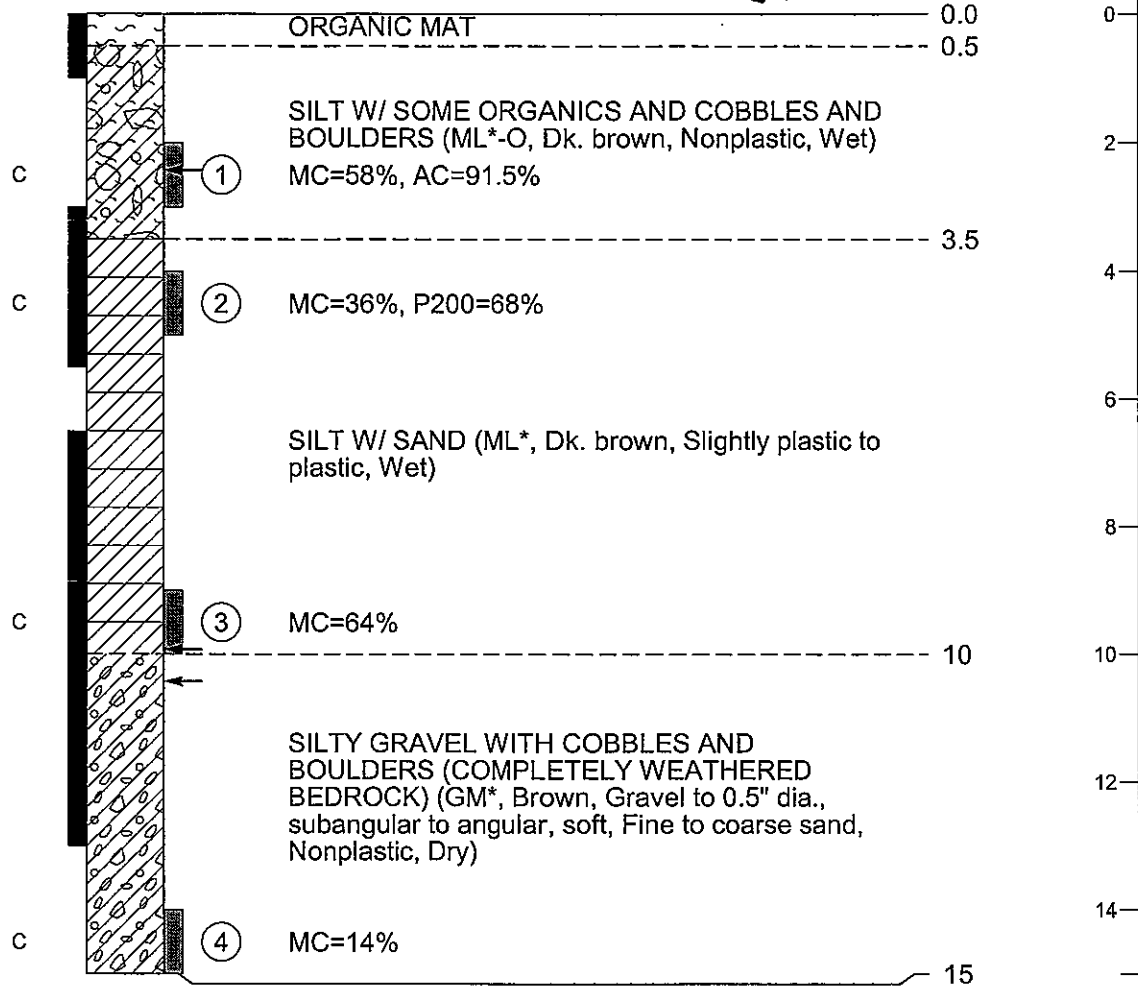 0.0
0
ORGANIC MAT
0.5
SILT W/ SOME ORGANICS AND COBBLES AND
BOULDERS (ML*-O, Dk. brown, Nonplastic, Wet)
2
C 1 MC=58%, AC=91.5%
3.5
4
C 2 MC=36%, P200=68%
6
SILT W/ SAND (ML*, Dk. brown, Slightly plastic to
plastic, Wet)
8
C 3 MC=64%
10
10
SILTY GRAVEL WITH COBBLES AND
BOULDERS (COMPLETELY WEATHERED
BEDROCK) (GM*, Brown, Gravel to 0.5" dia.,
12
subangular to angular, soft, Fine to coarse sand,
Nonplastic, Dry)
14
C 4 MC=14%
15